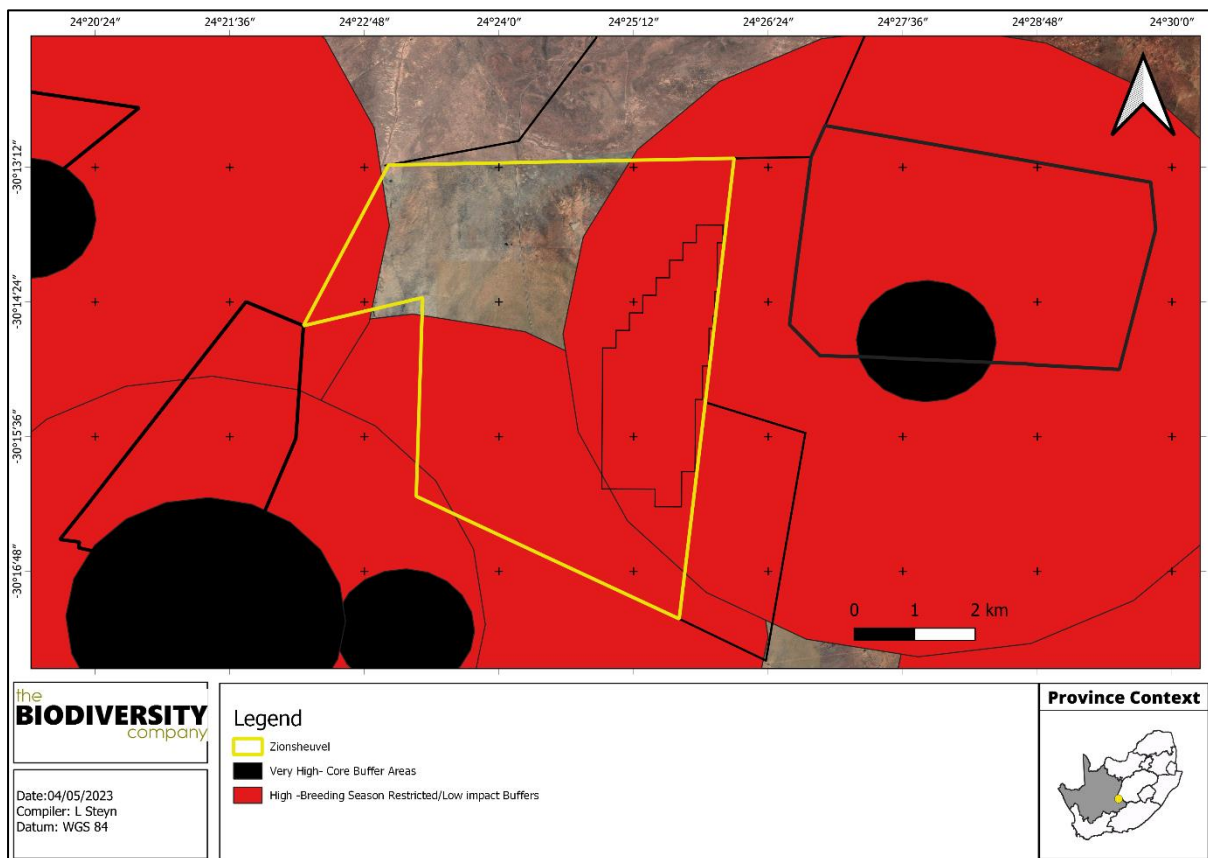 24°20'24" 24°21'36" 24°22'48" 24°24'0" 24°25'12" 24°26'24" 24°27'36" 24°28'48" 24°30'0"
-30°13'12"
-30°14'24"
-30°15'36"
-30°16'48"
0 1 2 km
the
BIODIVERSITY
company
Date:04/05/2023
Compiler: L Steyn
Datum: WGS 84
Legend
Zionsheuvel
Very High- Core Buffer Areas
High -Breeding Season Restricted/Low impact Buffers
Province Context